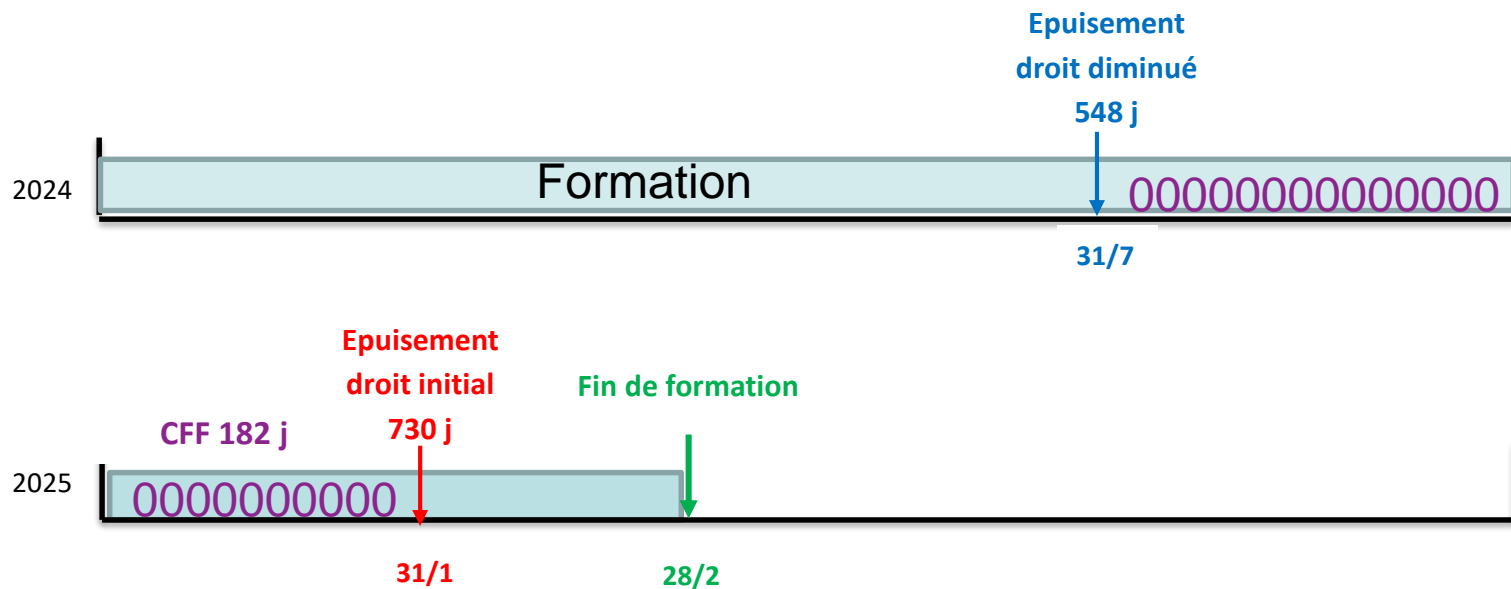 Epuisement
droit diminué
548 j
2024
Formation
000000000000000
31/7
Epuisement
droit initial
730 j
Fin de formation
CFF 182 j
2025
0000000000
31/1
28/2